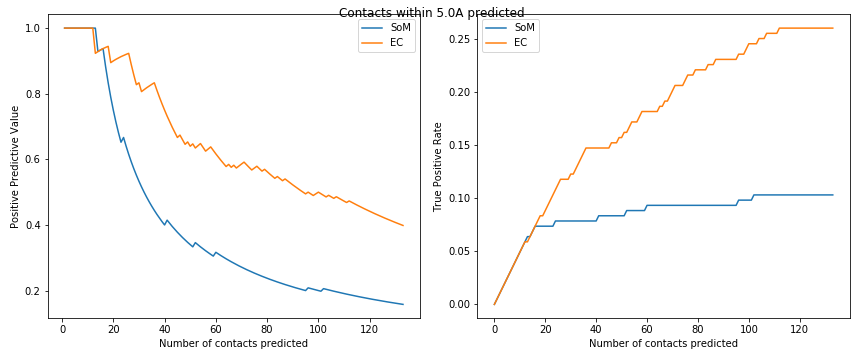 Contacts within 5.0A predicted
SoM
EC
1.0
0.8
0.6
0.4
0.2
Positive Predictive Value
0
20
40
60
80
100
120
Number of contacts predicted
SoM
EC
0.25
0.20
0.15
0.10
0.05
0.00
True Positive Rate
0
20
40
60
80
100
120
Number of contacts predicted